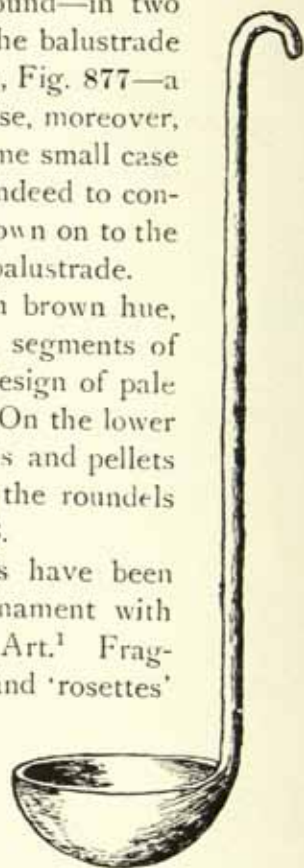 ound—in two
he balustrade
, Fig. 877—a
se, moreover,
me small case
ndeed to con-
own on to the
balustrade.
n brown hue,
segments of
esign of pale
On the lower
s and pellets
the roundels
.
s have been
nament with
Art.¹ Frag-
and 'rosettes'